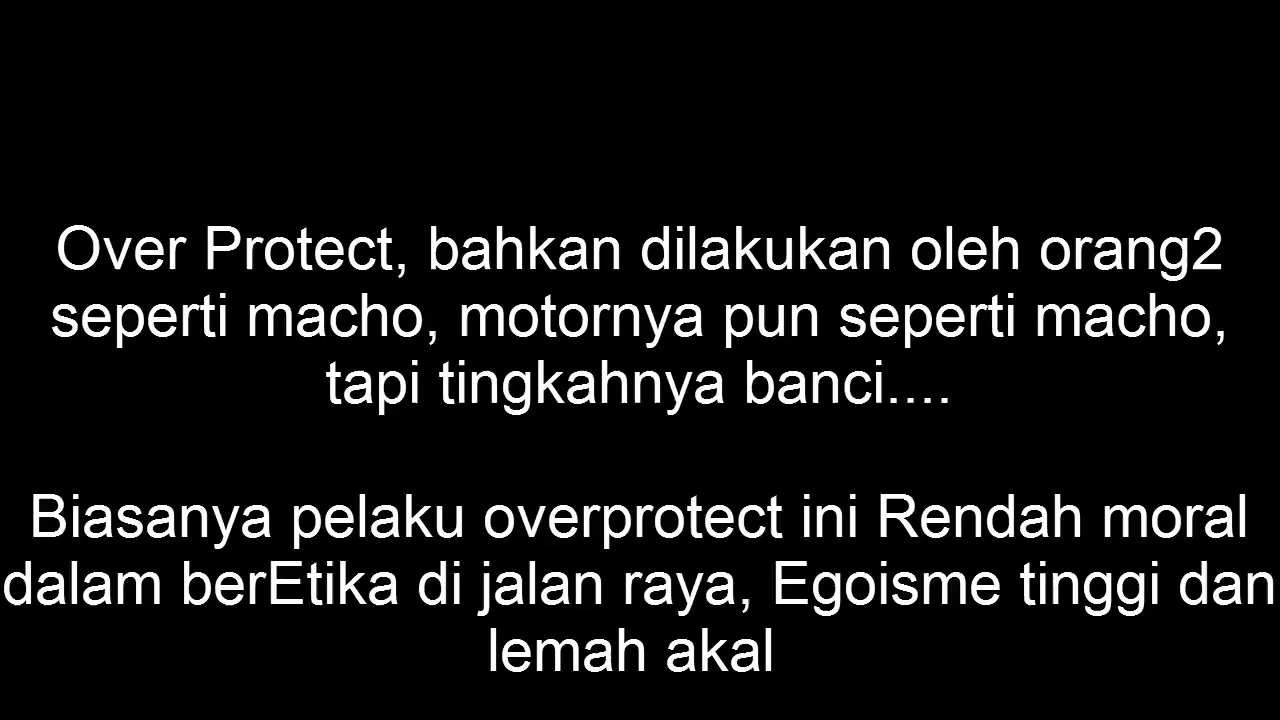 Over Protect, bahkan dilakukan oleh orang2
seperti macho, motornya pun seperti macho,
tapi tingkahnya banci....
Biasanya pelaku overprotect ini Rendah moral
dalam berEtika di jalan raya, Egoisme tinggi dan
lemah akal